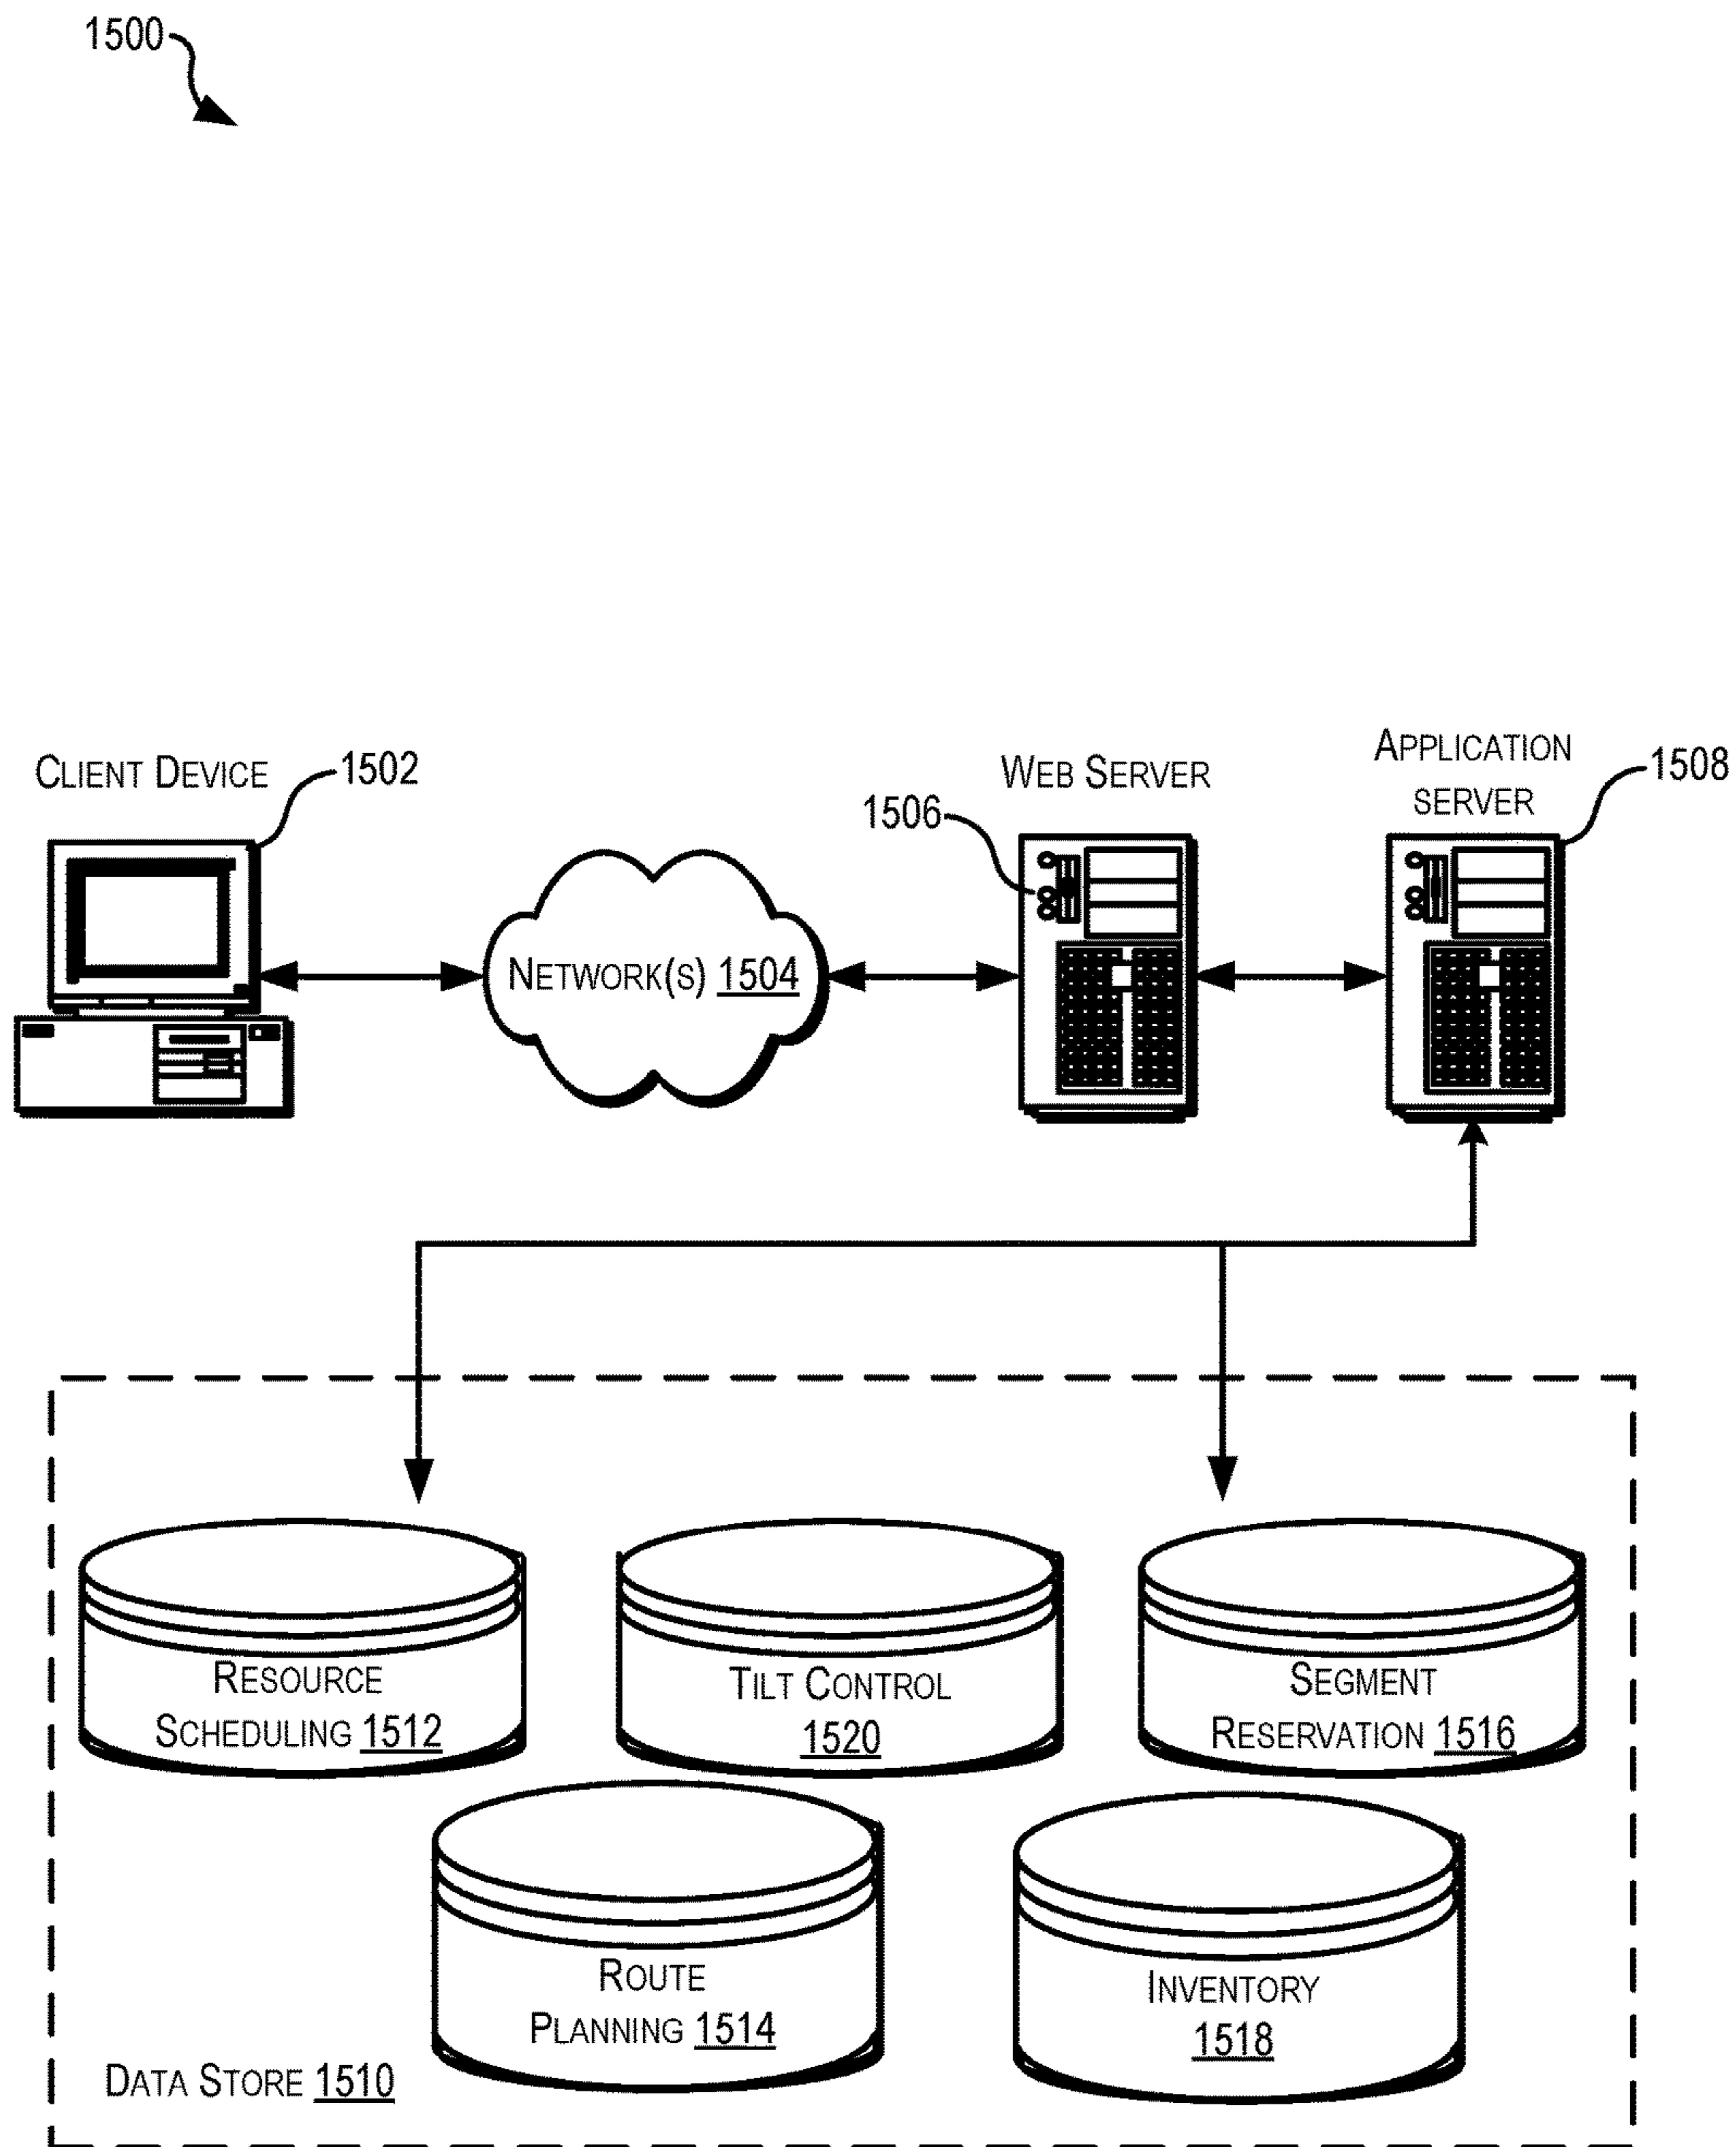 1500
CLIENT DEVICE
1502
WEB SERVER
1506
APPLICATION
SERVER
1508
NETWORK(S) 1504
RESOURCE
SCHEDULING 1512
TILT CONTROL
1520
SEGMENT
RESERVATION 1516
ROUTE
PLANNING 1514
INVENTORY
1518
DATA STORE 1510